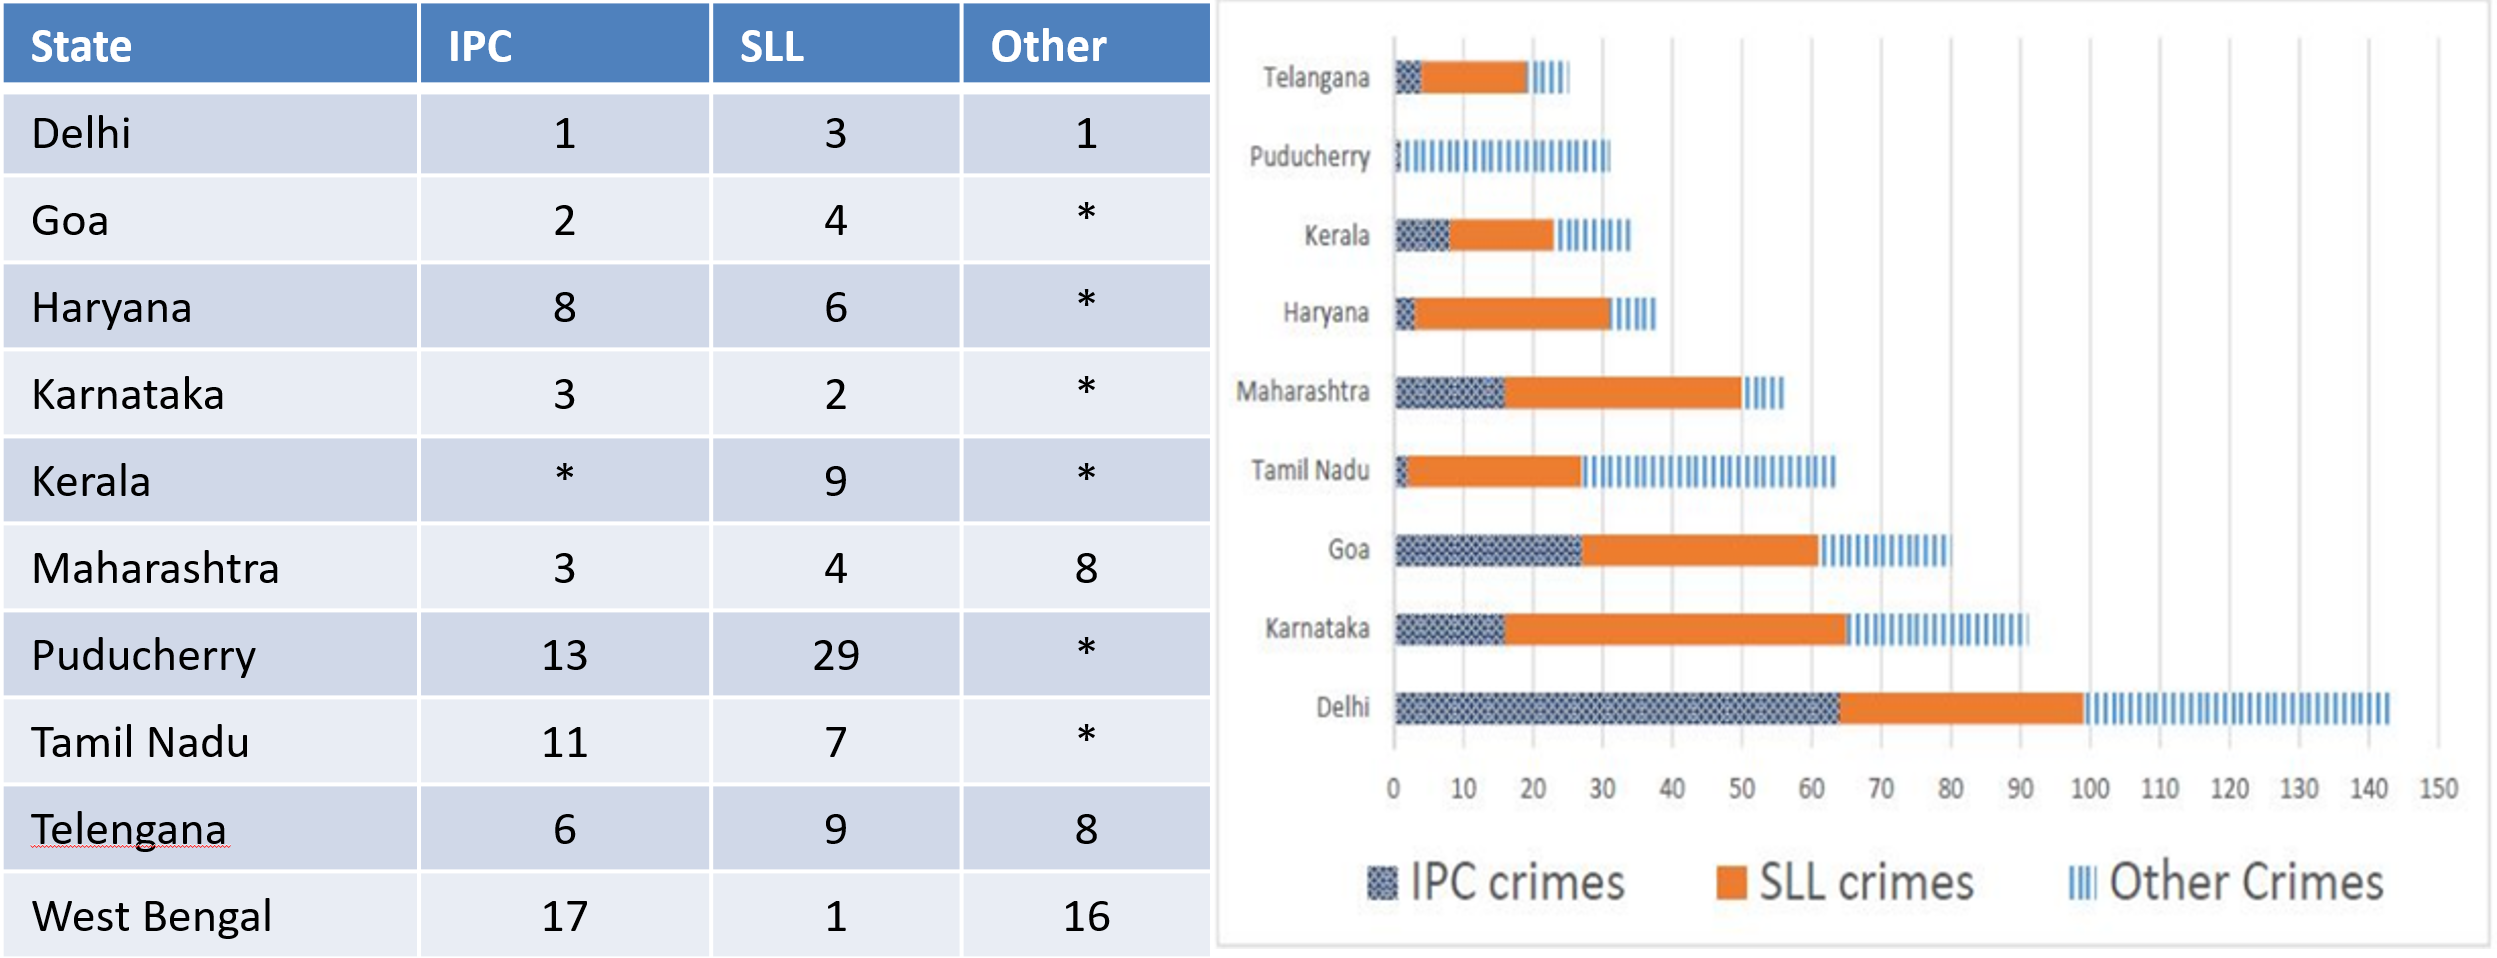 State IPC SLL Other
Delhi 1 3 1
Goa 2 4 *
Haryana 8 6 *
Karnataka 3 2 *
Kerala * 9 *
Maharashtra 3 4 8
Puducherry 13 29 *
Tamil Nadu 11 7 *
Telengana 6 9 8
West Bengal 17 1 16
Telangana
Puducherry
Kerala
Haryana
Maharashtra
Tamil Nadu
Goa
Karnataka
Delhi
0 10 20 30 40 50 60 70 80 90 100 110 120 130 140 150
IPC crimes SLL crimes Other Crimes